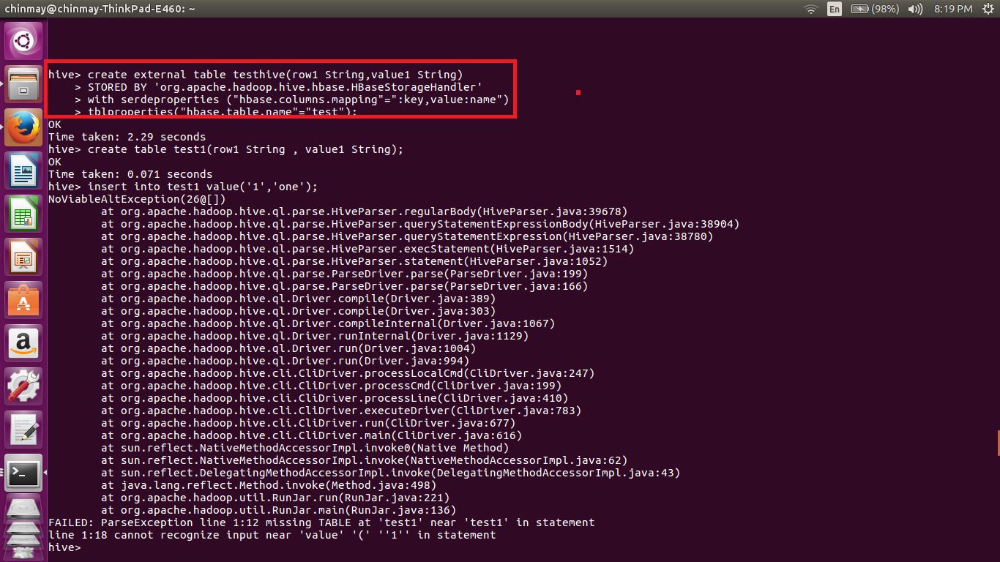 chinmay@chinmay-ThinkPad-E460: ~
En (98%) 8:19 PM
hive> create external table testhive(row1 String,value1 String)
    > STORED BY 'org.apache.hadoop.hive.hbase.HBaseStorageHandler'
    > with serdeproperties ("hbase.columns.mapping"=":key,value:name")
    > tblproperties("hbase.table.name"="test");
OK
Time taken: 2.29 seconds
hive> create table test1(row1 String , value1 String);
OK
Time taken: 0.071 seconds
hive> insert into test1 value('1','one');
NoViableAltException(26@[])
        at org.apache.hadoop.hive.ql.parse.HiveParser.regularBody(HiveParser.java:39678)
        at org.apache.hadoop.hive.ql.parse.HiveParser.queryStatementExpressionBody(HiveParser.java:38904)
        at org.apache.hadoop.hive.ql.parse.HiveParser.queryStatementExpression(HiveParser.java:38780)
        at org.apache.hadoop.hive.ql.parse.HiveParser.execStatement(HiveParser.java:1514)
        at org.apache.hadoop.hive.ql.parse.HiveParser.statement(HiveParser.java:1052)
        at org.apache.hadoop.hive.ql.parse.ParseDriver.parse(ParseDriver.java:199)
        at org.apache.hadoop.hive.ql.parse.ParseDriver.parse(ParseDriver.java:166)
        at org.apache.hadoop.hive.ql.Driver.compile(Driver.java:389)
        at org.apache.hadoop.hive.ql.Driver.compile(Driver.java:303)
        at org.apache.hadoop.hive.ql.Driver.compileInternal(Driver.java:1067)
        at org.apache.hadoop.hive.ql.Driver.runInternal(Driver.java:1129)
        at org.apache.hadoop.hive.ql.Driver.run(Driver.java:1004)
        at org.apache.hadoop.hive.ql.Driver.run(Driver.java:994)
        at org.apache.hadoop.hive.cli.CliDriver.processLocalCmd(CliDriver.java:247)
        at org.apache.hadoop.hive.cli.CliDriver.processCmd(CliDriver.java:199)
        at org.apache.hadoop.hive.cli.CliDriver.processLine(CliDriver.java:410)
        at org.apache.hadoop.hive.cli.CliDriver.executeDriver(CliDriver.java:783)
        at org.apache.hadoop.hive.cli.CliDriver.run(CliDriver.java:677)
        at org.apache.hadoop.hive.cli.CliDriver.main(CliDriver.java:616)
        at sun.reflect.NativeMethodAccessorImpl.invoke0(Native Method)
        at sun.reflect.NativeMethodAccessorImpl.invoke(NativeMethodAccessorImpl.java:62)
        at sun.reflect.DelegatingMethodAccessorImpl.invoke(DelegatingMethodAccessorImpl.java:43)
        at java.lang.reflect.Method.invoke(Method.java:498)
        at org.apache.hadoop.util.RunJar.run(RunJar.java:221)
        at org.apache.hadoop.util.RunJar.main(RunJar.java:136)
FAILED: ParseException line 1:12 missing TABLE at 'test1' near 'test1' in statement
line 1:18 cannot recognize input near 'value' '(' ''1'' in statement
hive>